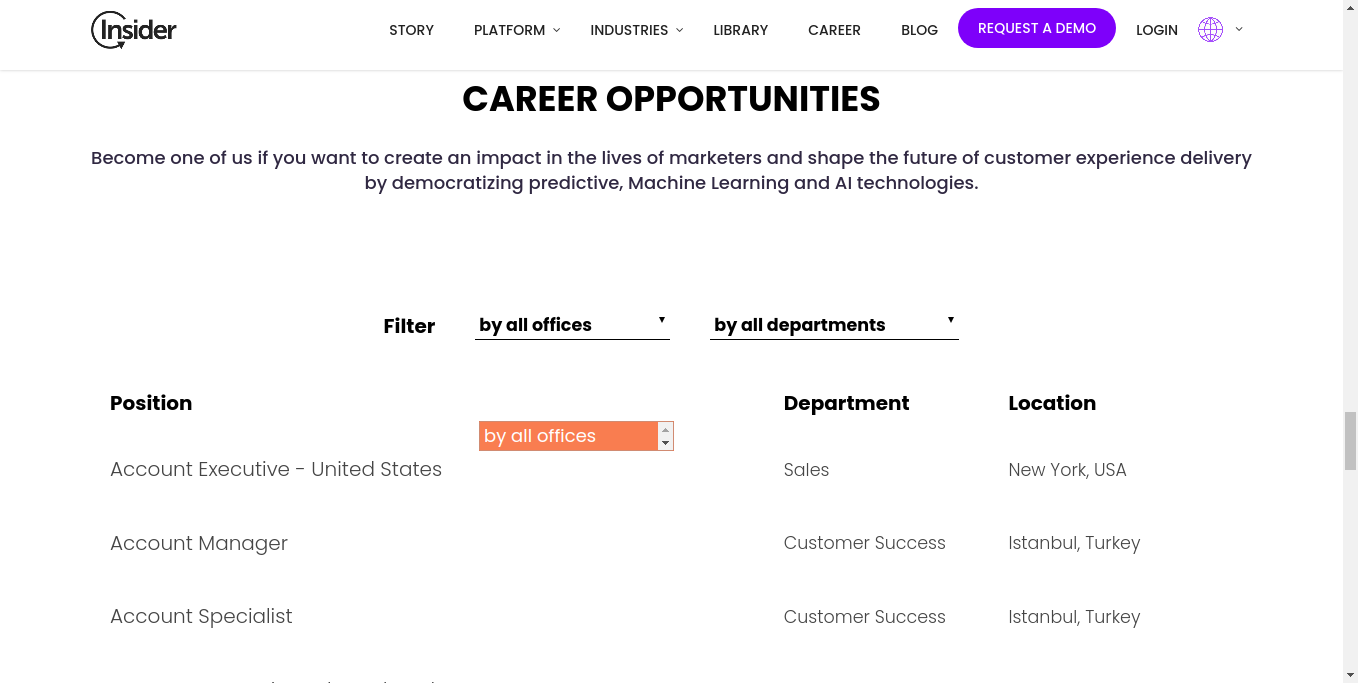 Insider
STORY PLATFORM INDUSTRIES LIBRARY CAREER BLOG REQUEST A DEMO LOGIN
CAREER OPPORTUNITIES
Become one of us if you want to create an impact in the lives of marketers and shape the future of customer experience delivery
by democratizing predictive, Machine Learning and AI technologies.
Filter by all offices by all departments
Position Department Location
by all offices
Account Executive - United States Sales New York, USA
Account Manager Customer Success Istanbul, Turkey
Account Specialist Customer Success Istanbul, Turkey